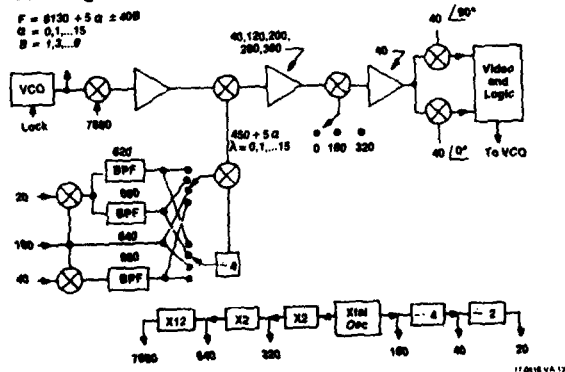 F = 8130 + 5 α ± 40B
α = 0,1,...15
B = 1,3,...9
40,120,200,
280,360
40 /90°
40
VCO
Lock
7680
Video
and
Logic
40 /0°
To VCO
450 + 5 α
λ = 0,1,...15
0 160 320
620
BPF
20
BPF
640
160
BPF
40
÷ 4
X12
X2
X2
Xtal
Osc
÷ 4
÷ 2
7680
640
320
160
40
20